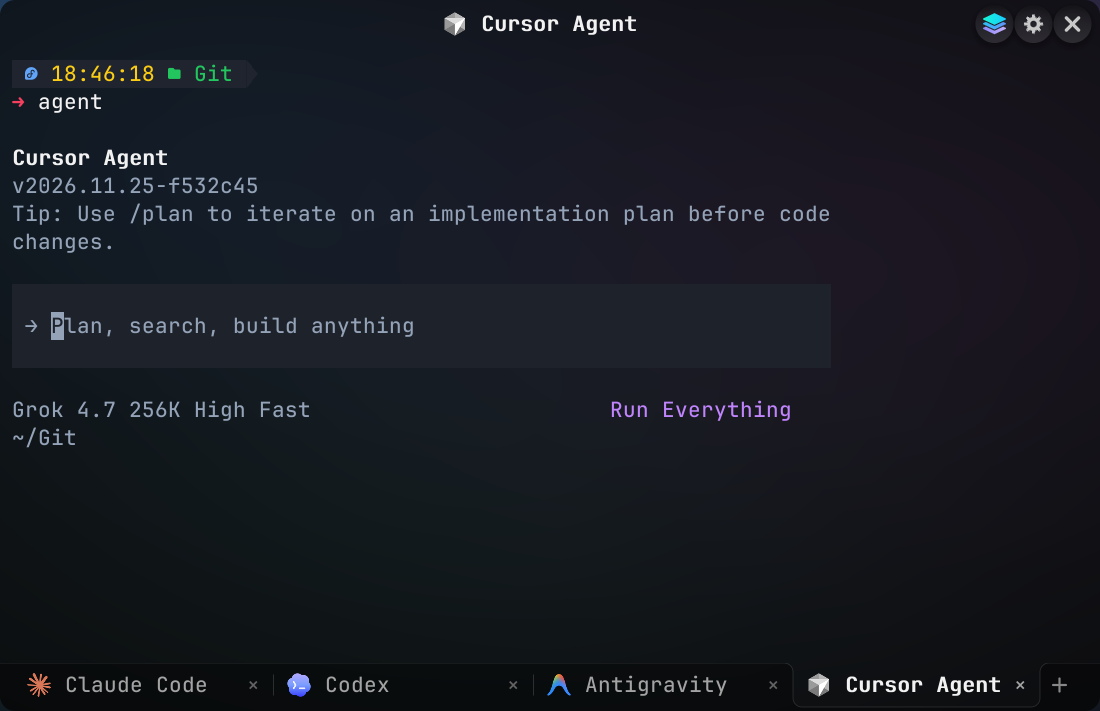 Cursor Agent
18:46:18 Git
→ agent
Cursor Agent
v2026.11.25-f532c45
Tip: Use /plan to iterate on an implementation plan before code
changes.
→ Plan, search, build anything
Grok 4.7 256K High Fast Run Everything
~/Git
Claude Code × Codex × Antigravity × Cursor Agent × +